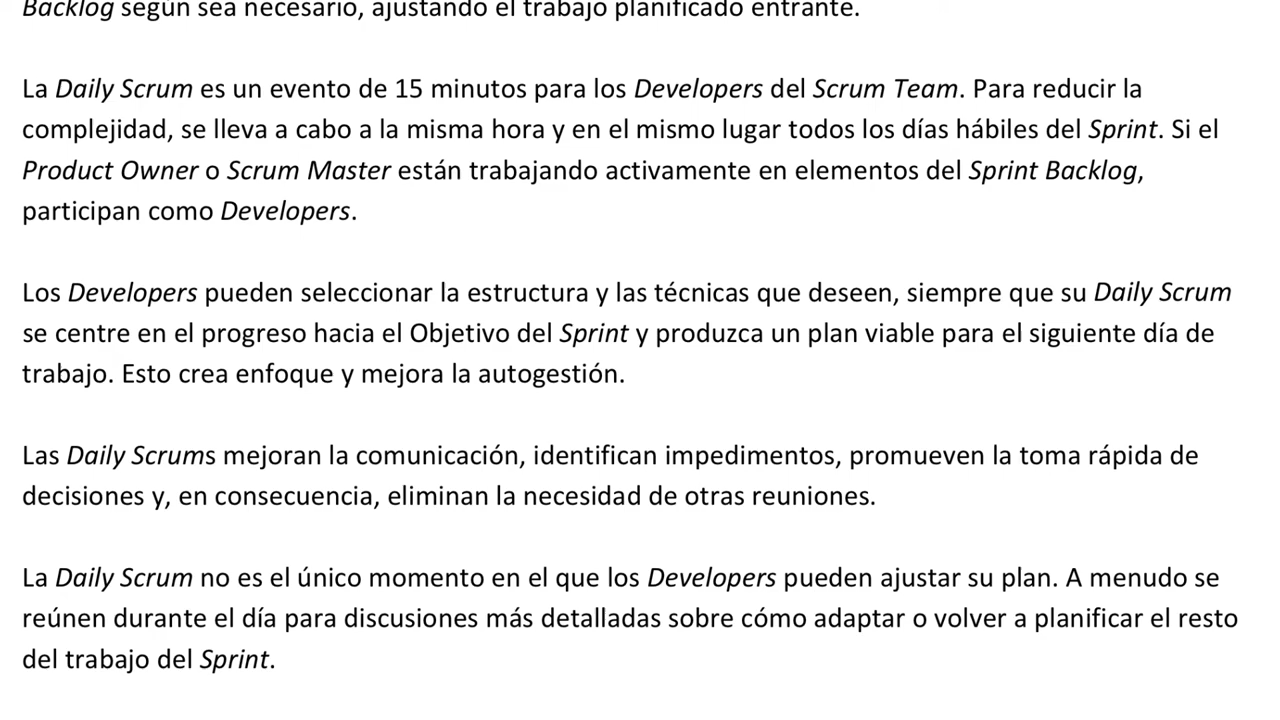 Backlog según sea necesario, ajustando el trabajo planificado entrante.
La Daily Scrum es un evento de 15 minutos para los Developers del Scrum Team. Para reducir la
complejidad, se lleva a cabo a la misma hora y en el mismo lugar todos los días hábiles del Sprint. Si el
Product Owner o Scrum Master están trabajando activamente en elementos del Sprint Backlog,
participan como Developers.
Los Developers pueden seleccionar la estructura y las técnicas que deseen, siempre que su Daily Scrum
se centre en el progreso hacia el Objetivo del Sprint y produzca un plan viable para el siguiente día de
trabajo. Esto crea enfoque y mejora la autogestión.
Las Daily Scrums mejoran la comunicación, identifican impedimentos, promueven la toma rápida de
decisiones y, en consecuencia, eliminan la necesidad de otras reuniones.
La Daily Scrum no es el único momento en el que los Developers pueden ajustar su plan. A menudo se
reúnen durante el día para discusiones más detalladas sobre cómo adaptar o volver a planificar el resto
del trabajo del Sprint.